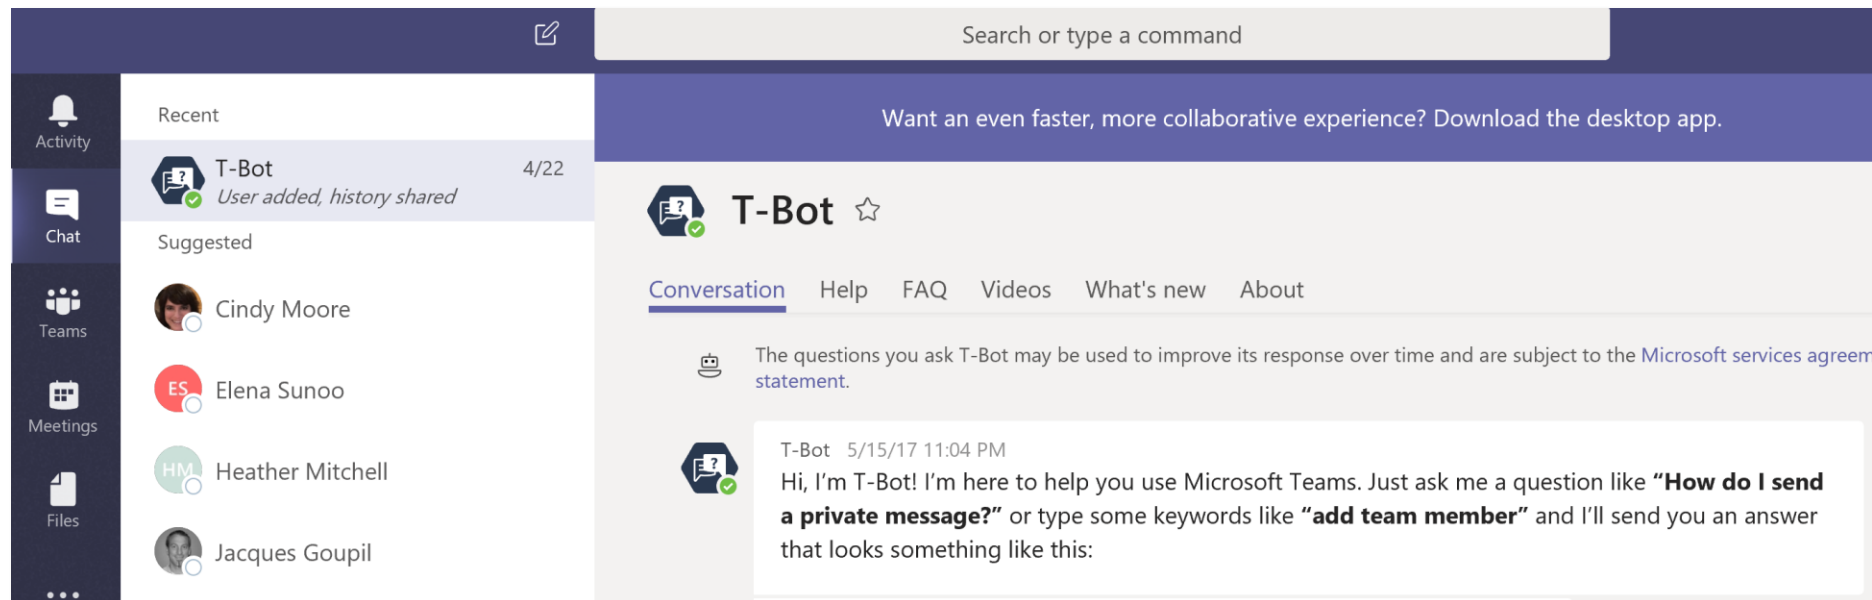 Search or type a command
Activity
Chat
Teams
Meetings
Files
Recent
T-Bot 4/22
User added, history shared
Suggested
Cindy Moore
ES Elena Sunoo
HM Heather Mitchell
Jacques Goupil
Want an even faster, more collaborative experience? Download the desktop app.
T-Bot
Conversation Help FAQ Videos What's new About
The questions you ask T-Bot may be used to improve its response over time and are subject to the Microsoft services agreem
statement.
T-Bot 5/15/17 11:04 PM
Hi, I’m T-Bot! I’m here to help you use Microsoft Teams. Just ask me a question like “How do I send
a private message?” or type some keywords like “add team member” and I’ll send you an answer
that looks something like this: